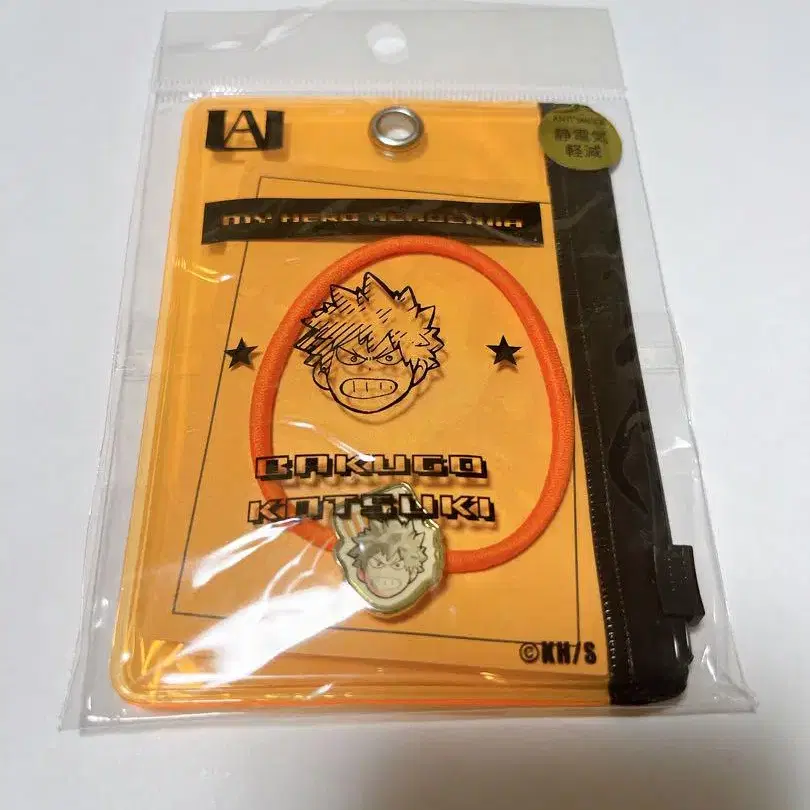 UA
ANTI STATIC
静電気
軽減
MY HERO ACADEMIA
BAKUGO
KATSUKI
©KH/S